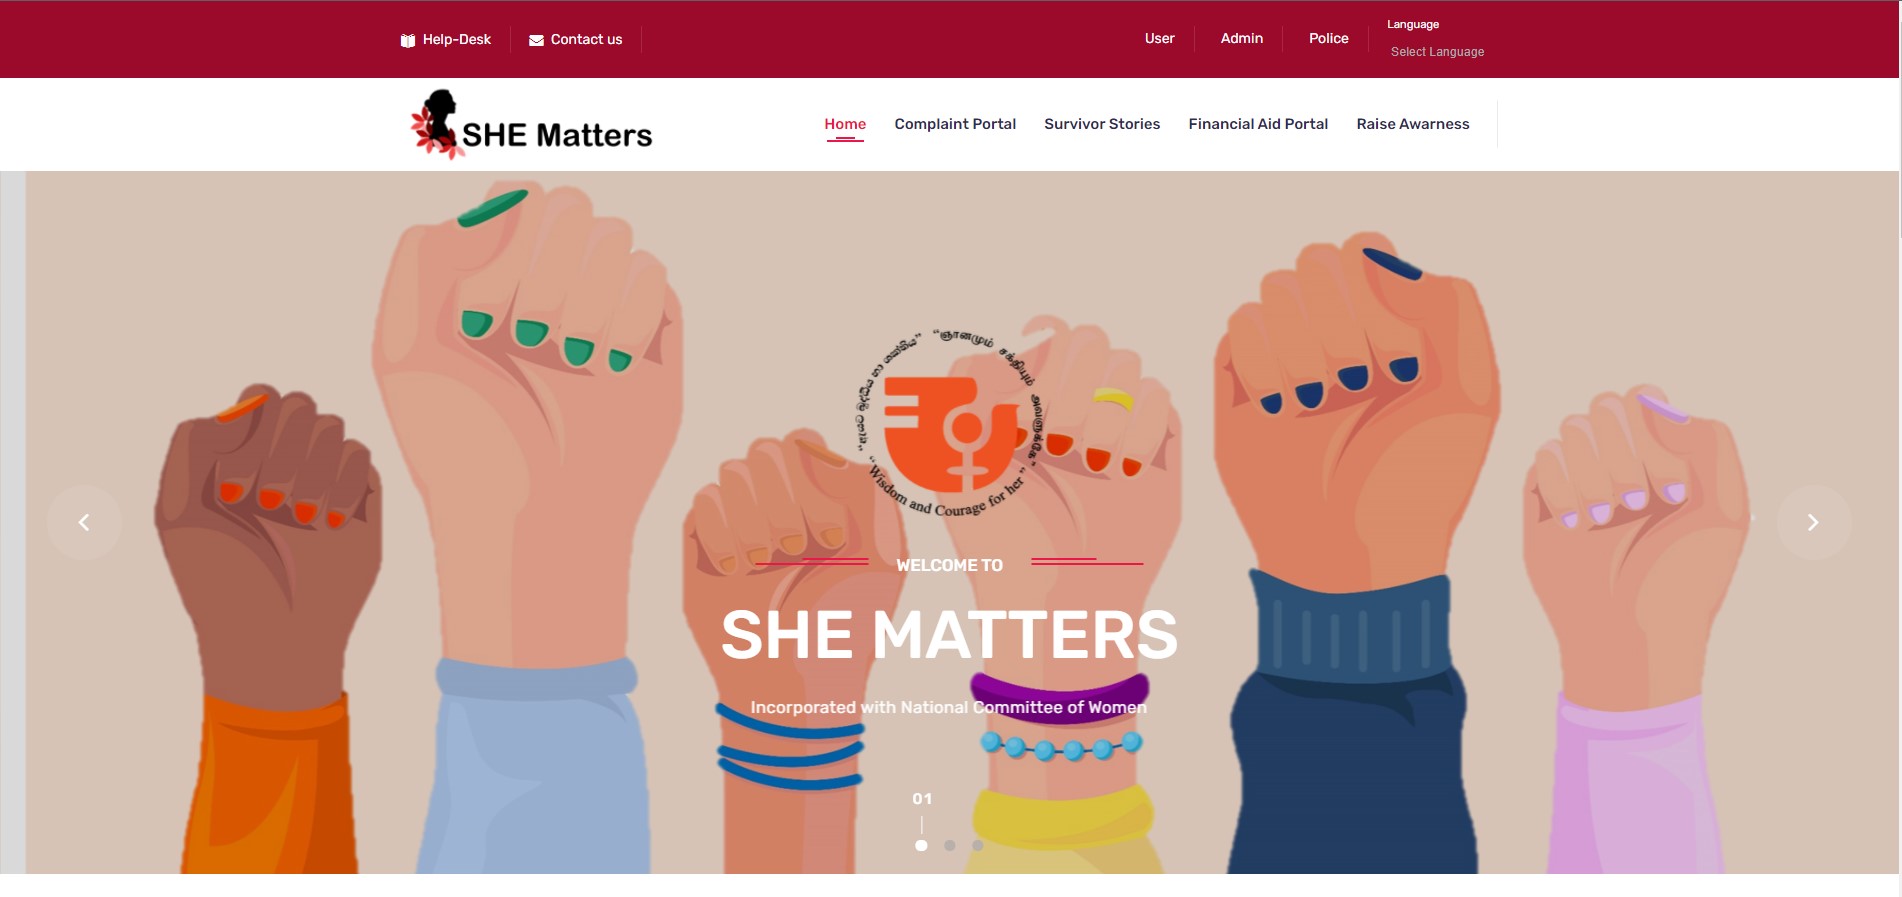 Help-Desk
Contact us
User
Admin
Police
Language
Select Language
SHE Matters
Home
Complaint Portal
Survivor Stories
Financial Aid Portal
Raise Awarness
"ஞானமும் சக்தியும் அவளுக்கே"
"Wisdom and Courage for her"
WELCOME TO
SHE MATTERS
Incorporated with National Committee of Women
01